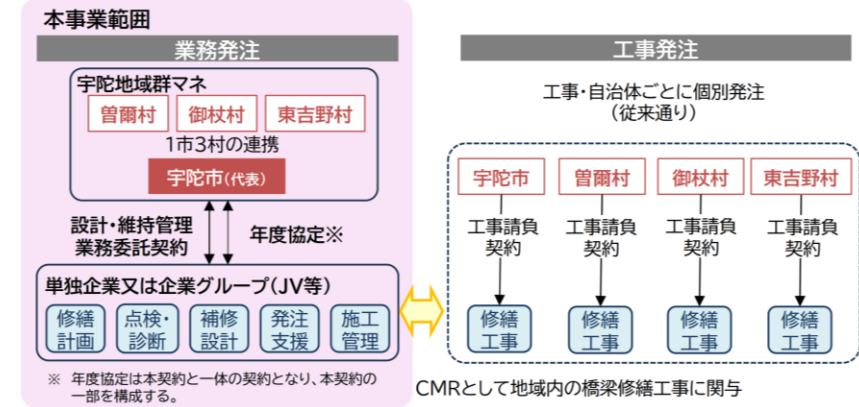 本事業範囲
業務発注
宇陀地域群マネ
曽爾村
御杖村
東吉野村
1市3村の連携
宇陀市(代表)
設計・維持管理
業務委託契約
年度協定※
単独企業又は企業グループ(JV等)
修繕
計画
点検・
診断
補修
設計
発注
支援
施工
管理
※ 年度協定は本契約と一体の契約となり、本契約の
一部を構成する。
工事発注
工事・自治体ごとに個別発注
(従来通り)
宇陀市
曽爾村
御杖村
東吉野村
工事請負
契約
工事請負
契約
工事請負
契約
工事請負
契約
修繕
工事
修繕
工事
修繕
工事
修繕
工事
CMRとして地域内の橋梁修繕工事に関与